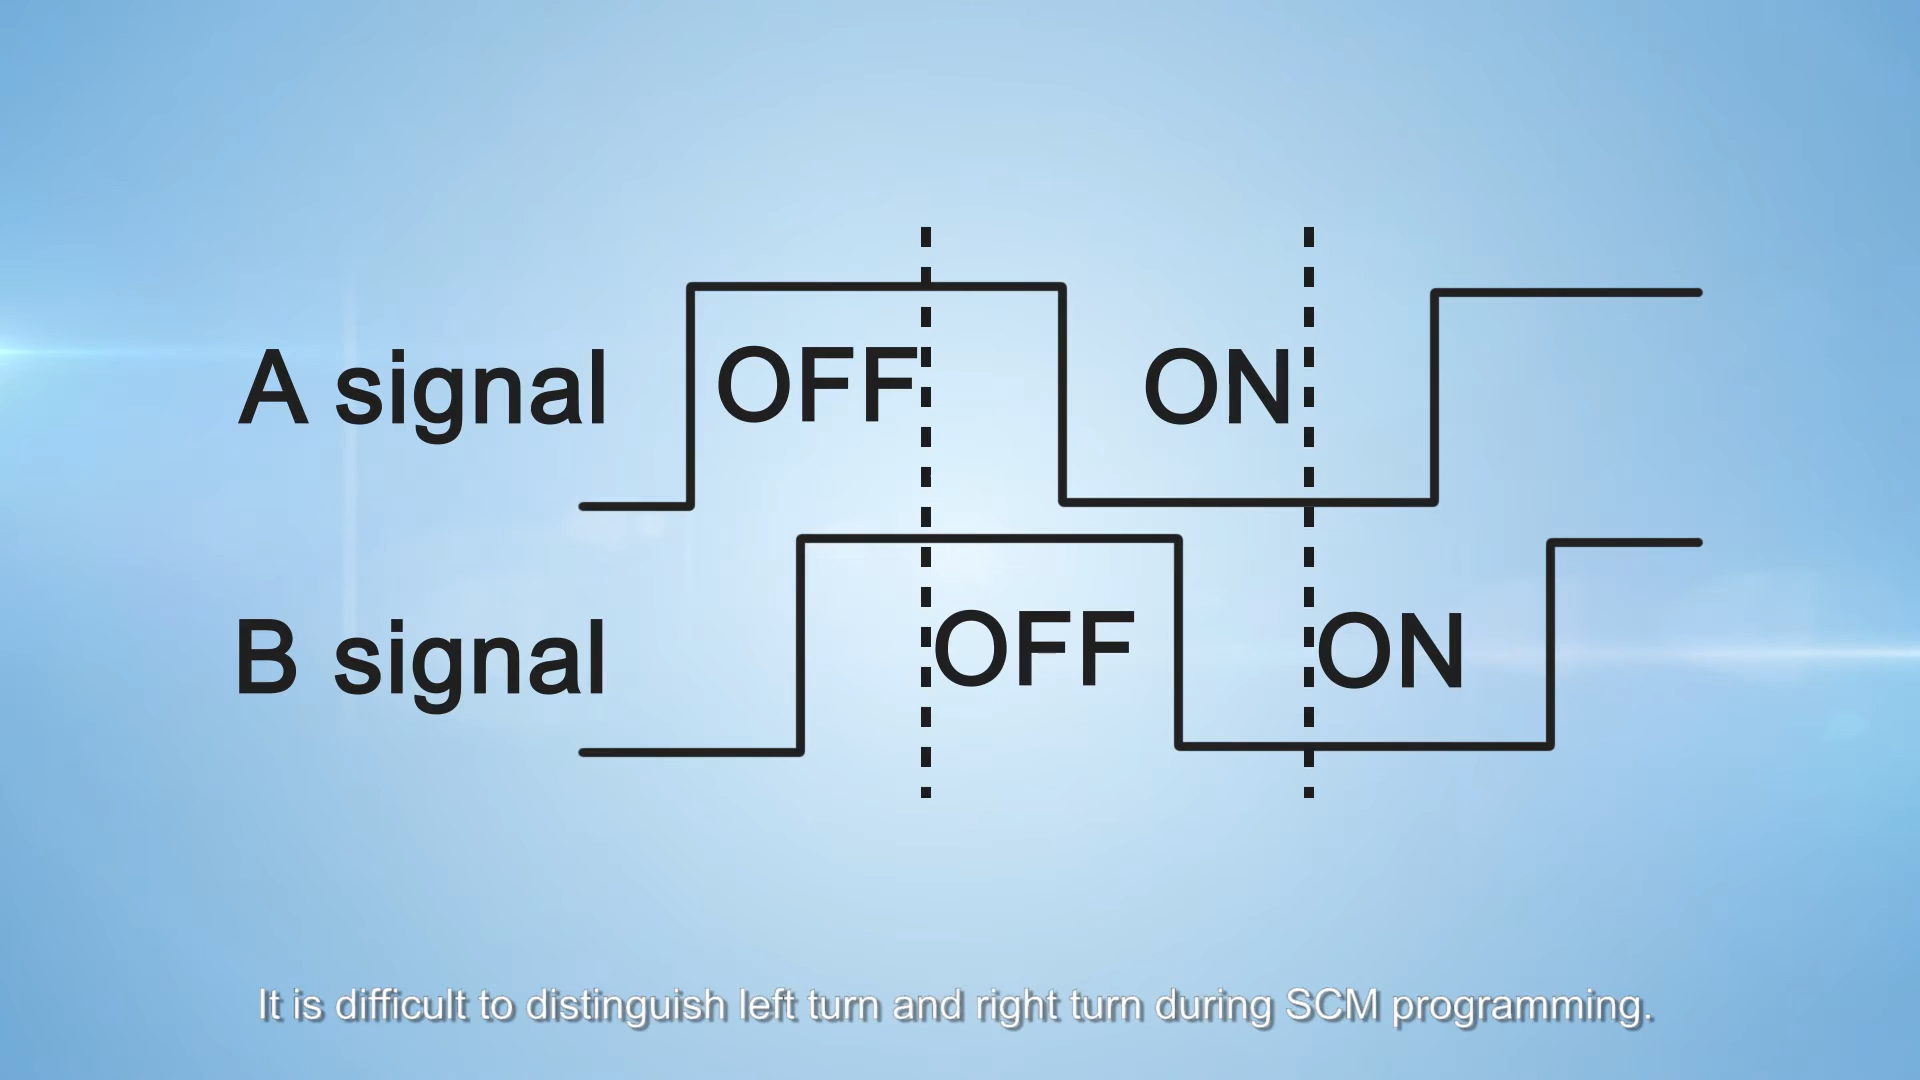 A signal
OFF
ON
B signal
OFF
ON
It is difficult to distinguish left turn and right turn during SCM programming.